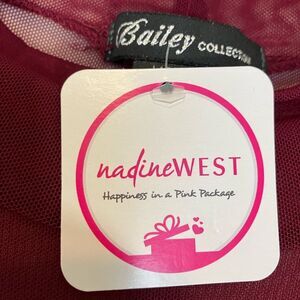 Bailey COLLECTION
nadineWEST
Happiness in a Pink Package